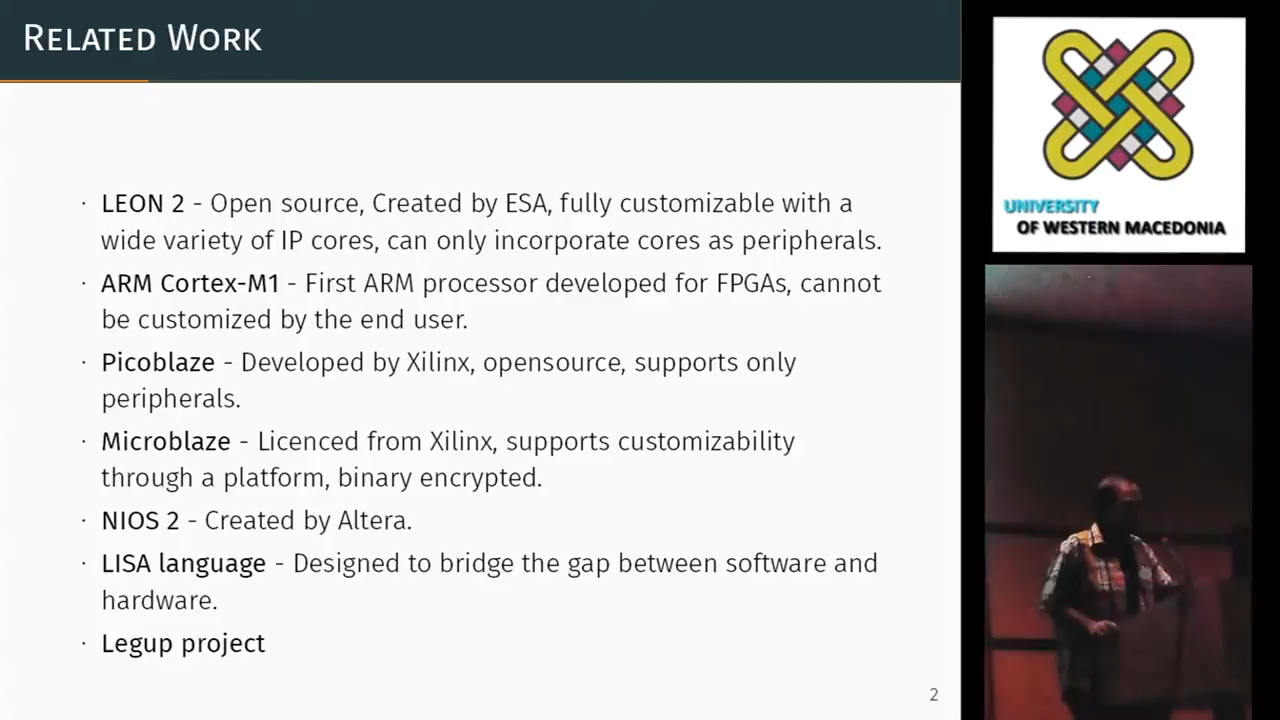 RELATED WORK
· LEON 2 - Open source, Created by ESA, fully customizable with a
wide variety of IP cores, can only incorporate cores as peripherals.
· ARM Cortex-M1 - First ARM processor developed for FPGAs, cannot
be customized by the end user.
· Picoblaze - Developed by Xilinx, opensource, supports only
peripherals.
· Microblaze - Licenced from Xilinx, supports customizability
through a platform, binary encrypted.
· NIOS 2 - Created by Altera.
· LISA language - Designed to bridge the gap between software and
hardware.
· Legup project
2
UNIVERSITY
OF WESTERN MACEDONIA